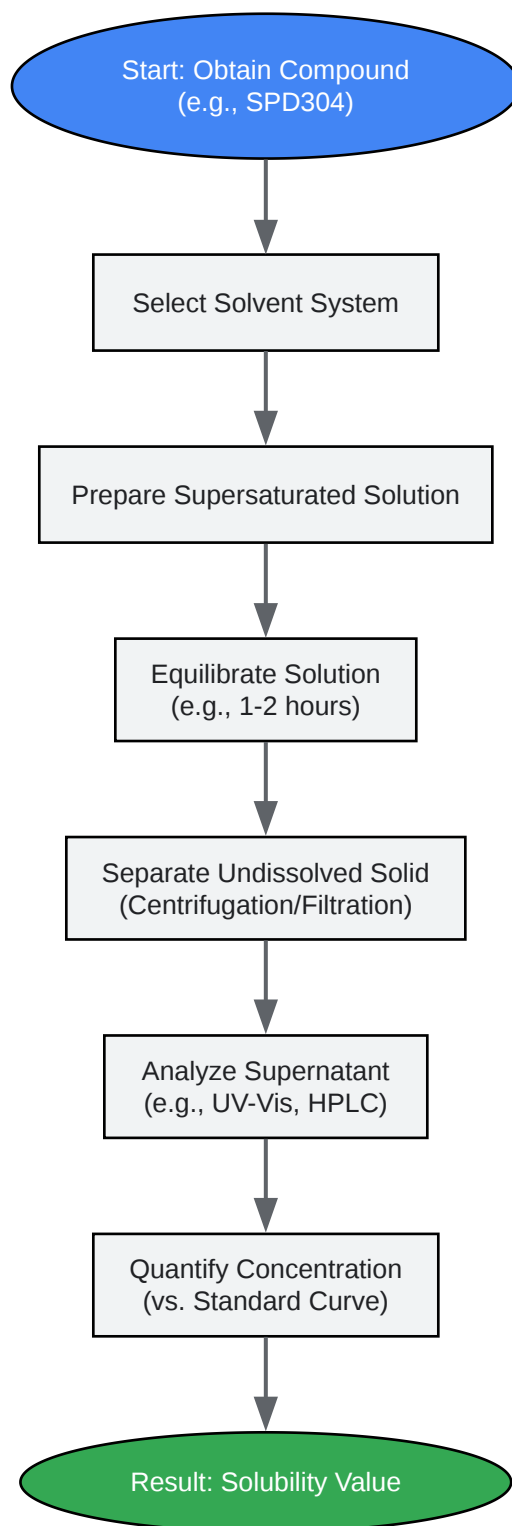 Start: Obtain Compound
(e.g., SPD304)
Select Solvent System
Prepare Supersaturated Solution
Equilibrate Solution
(e.g., 1-2 hours)
Separate Undissolved Solid
(Centrifugation/Filtration)
Analyze Supernatant
(e.g., UV-Vis, HPLC)
Quantify Concentration
(vs. Standard Curve)
Result: Solubility Value